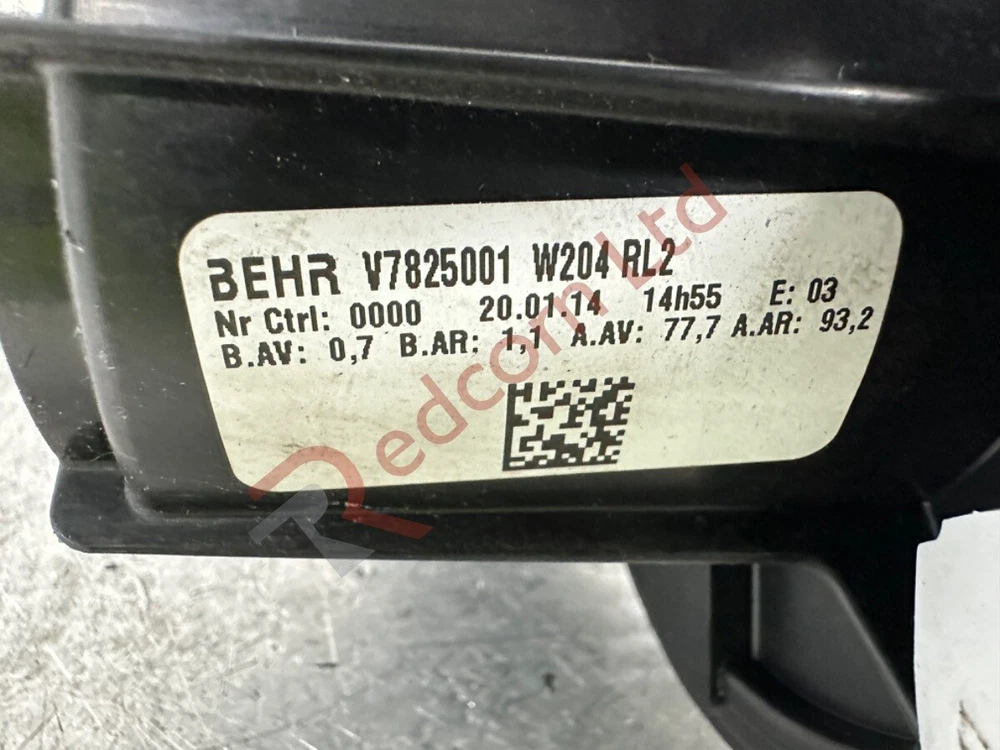 BEHR V7825001 W204 RL2
Nr Ctrl: 0000 20.01.14 14h55 E: 03
B.AV: 0,7 B.AR: 1,1 A.AV: 77,7 A.AR: 93,2
Redcorn Ltd